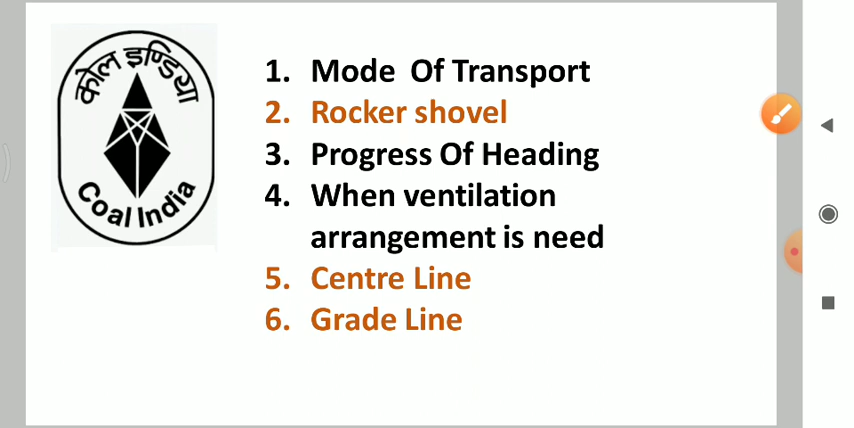 कोल इण्डिया
Coal India
1. Mode Of Transport
2. Rocker shovel
3. Progress Of Heading
4. When ventilation
arrangement is need
5. Centre Line
6. Grade Line